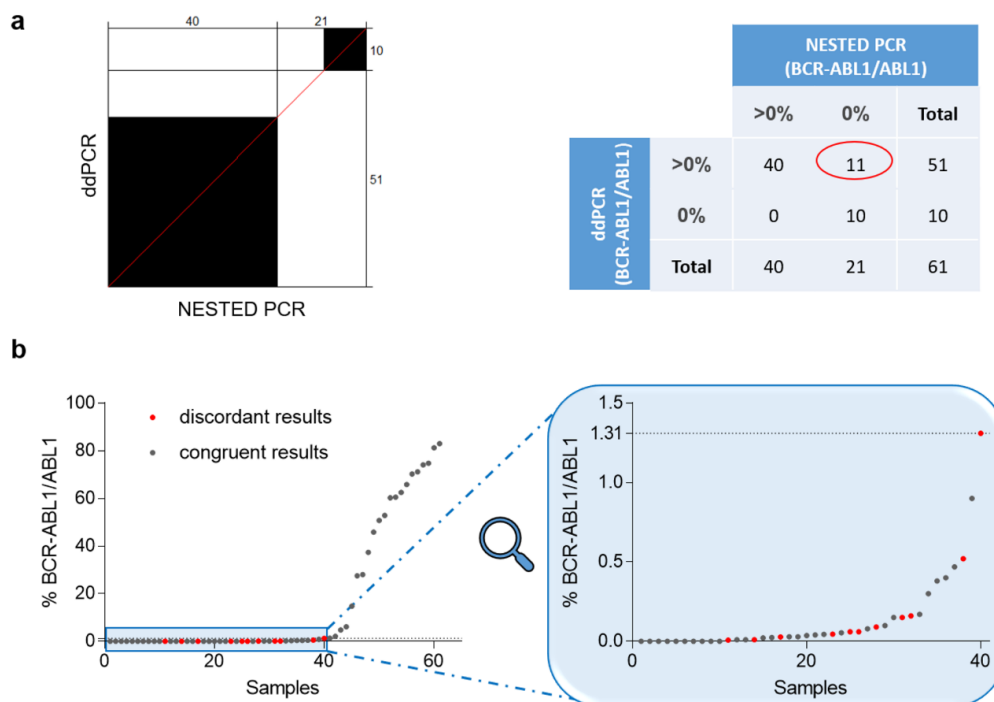 a
40
21
10
51
ddPCR
NESTED PCR
NESTED PCR
(BCR-ABL1/ABL1)
>0%
0%
Total
ddPCR
(BCR-ABL1/ABL1)
>0%
40
11
51
0%
0
10
10
Total
40
21
61
b
100
80
60
40
20
0
% BCR-ABL1/ABL1
discordant results
congruent results
0
20
40
60
Samples
1.5
1.31
1.0
0.5
0.0
% BCR-ABL1/ABL1
0
20
40
Samples